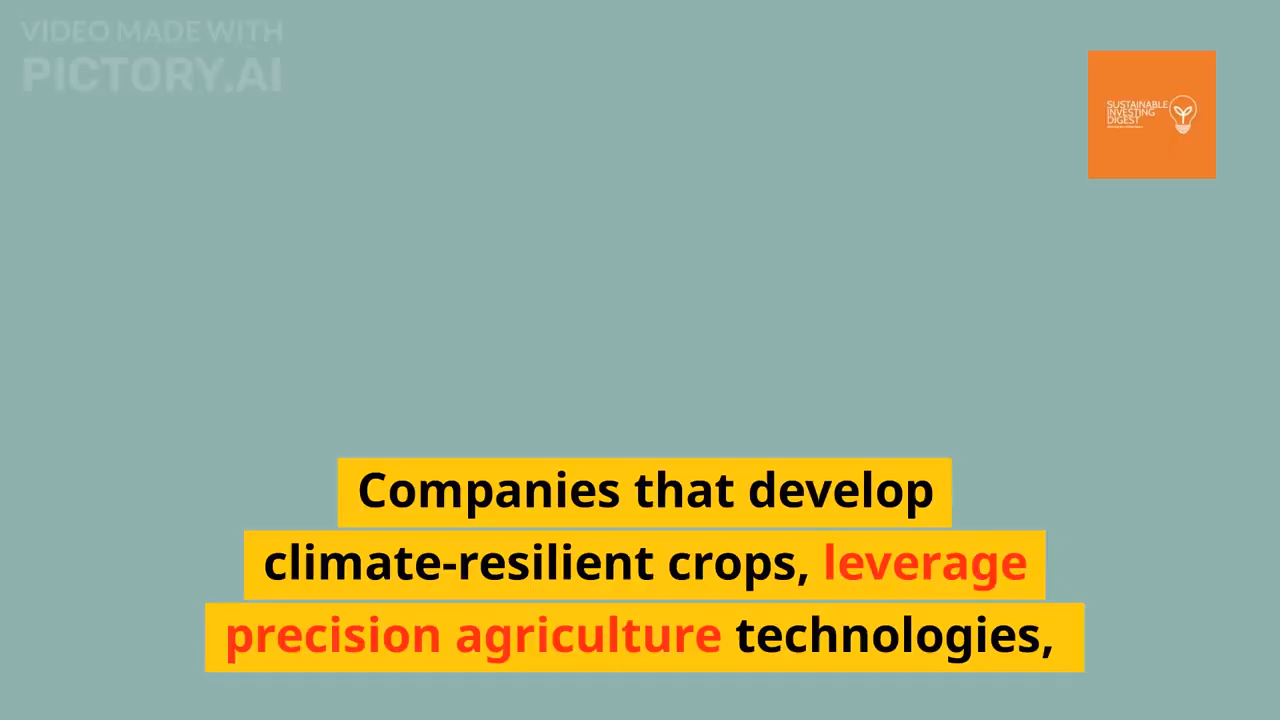 VIDEO MADE WITH
PICTORY.AI
SUSTAINABLE
INVESTING
DIGEST
Companies that develop
climate-resilient crops, leverage
precision agriculture technologies,